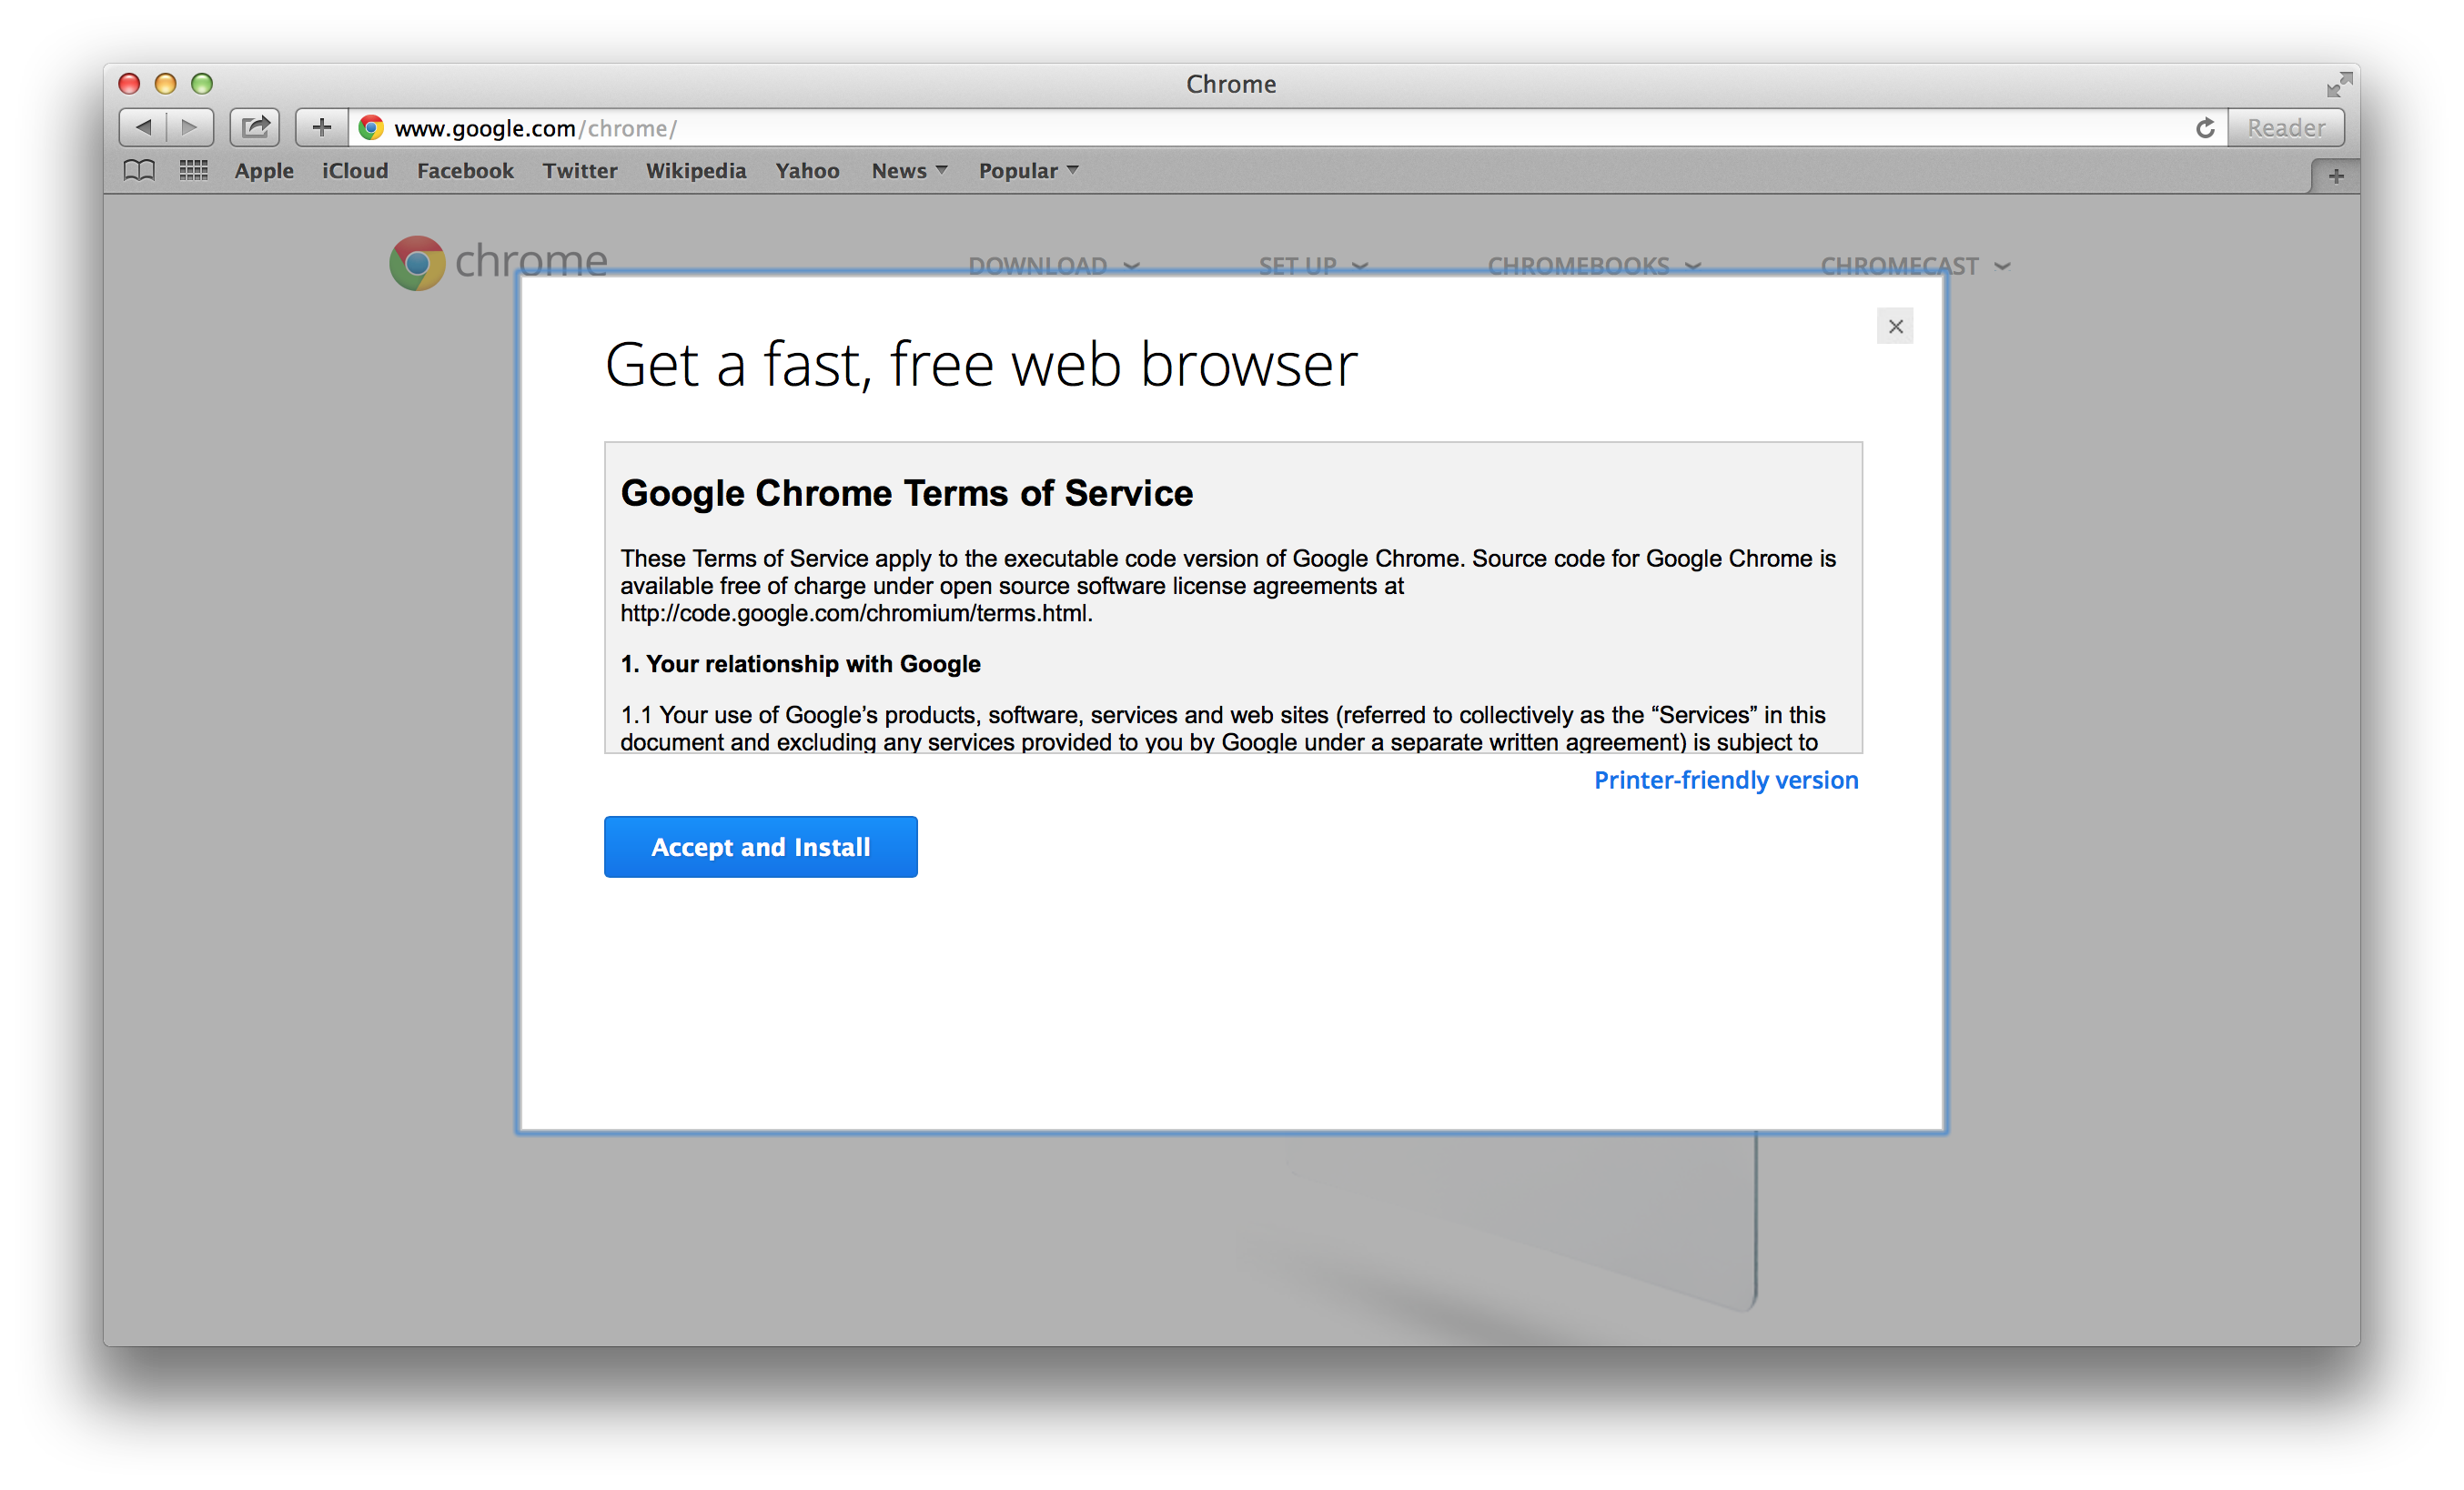 Chrome
www.google.com/chrome/
Reader
Apple iCloud Facebook Twitter Wikipedia Yahoo News Popular
chrome DOWNLOAD SET UP CHROMEBOOKS CHROMECAST
Get a fast, free web browser
Google Chrome Terms of Service
These Terms of Service apply to the executable code version of Google Chrome. Source code for Google Chrome is
available free of charge under open source software license agreements at
http://code.google.com/chromium/terms.html.
1. Your relationship with Google
1.1 Your use of Google’s products, software, services and web sites (referred to collectively as the “Services” in this
document and excluding any services provided to you by Google under a separate written agreement) is subject to
Printer-friendly version
Accept and Install